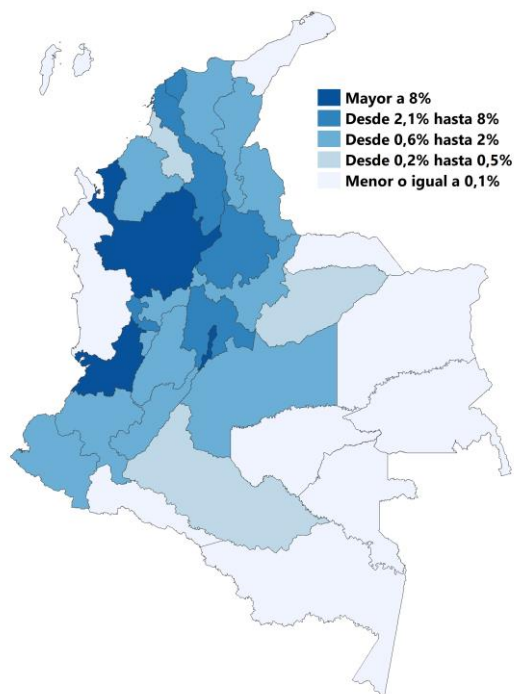 Mayor a 8%
Desde 2,1% hasta 8%
Desde 0,6% hasta 2%
Desde 0,2% hasta 0,5%
Menor o igual a 0,1%